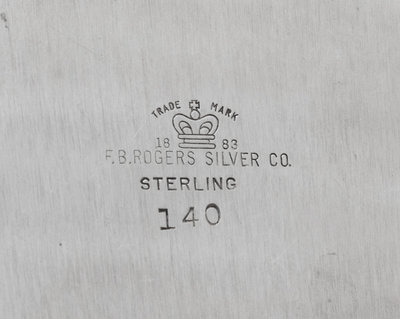 TRADE MARK
18 83
F.B.ROGERS SILVER CO.
STERLING
140